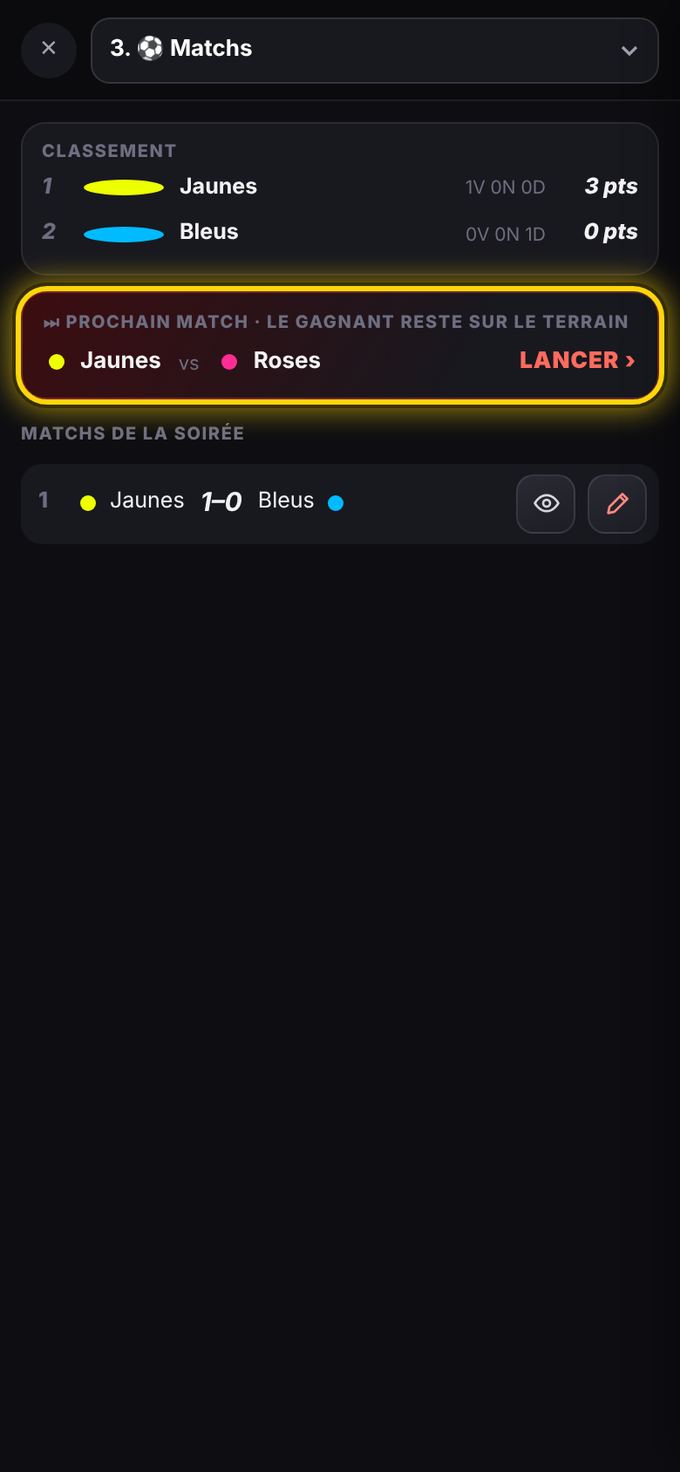 3. ⚽ Matchs
CLASSEMENT
1 Jaunes 1V 0N 0D 3 pts
2 Bleus 0V 0N 1D 0 pts
⏭ PROCHAIN MATCH · LE GAGNANT RESTE SUR LE TERRAIN
Jaunes vs Roses LANCER ›
MATCHS DE LA SOIRÉE
1 Jaunes 1–0 Bleus